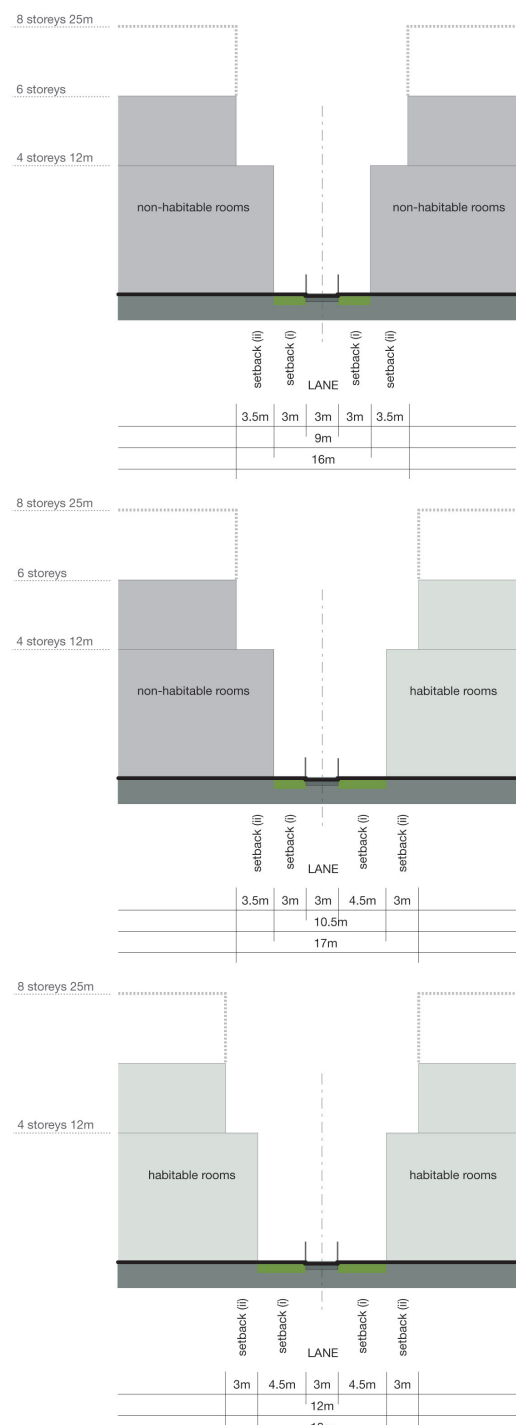 8 storeys 25m
6 storeys
4 storeys 12m
non-habitable rooms non-habitable rooms
setback (ii) setback (i) setback (i) setback (ii)
LANE
3.5m 3m 3m 3m 3.5m
9m
16m
8 storeys 25m
6 storeys
4 storeys 12m
non-habitable rooms habitable rooms
setback (ii) setback (i) setback (i) setback (ii)
LANE
3.5m 3m 3m 4.5m 3m
10.5m
17m
8 storeys 25m
4 storeys 12m
habitable rooms habitable rooms
setback (ii) setback (i) setback (i) setback (ii)
LANE
3m 4.5m 3m 4.5m 3m
12m